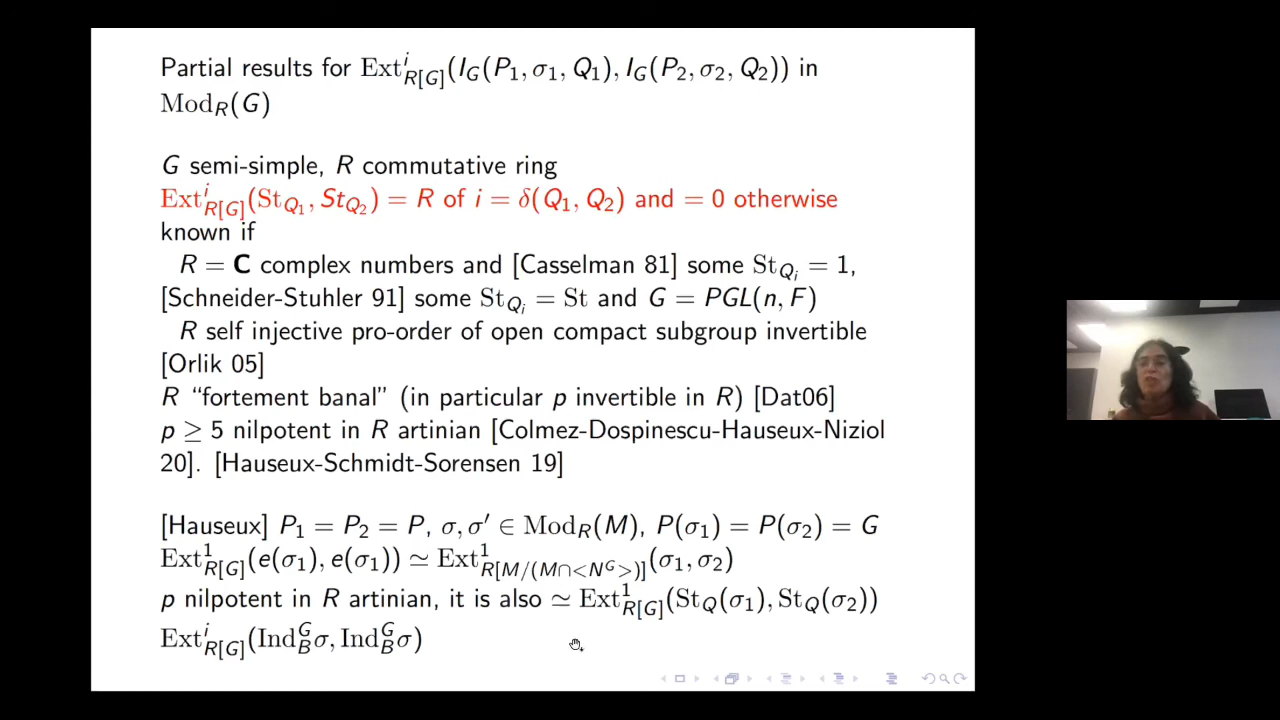 Partial results for Ext^i_{R[G]}(I_G(P_1, σ_1, Q_1), I_G(P_2, σ_2, Q_2)) in
Mod_R(G)
G semi-simple, R commutative ring
Ext^i_{R[G]}(St_{Q_1}, St_{Q_2}) = R of i = δ(Q_1, Q_2) and = 0 otherwise
known if
R = C complex numbers and [Casselman 81] some St_{Q_i} = 1,
[Schneider-Stuhler 91] some St_{Q_i} = St and G = PGL(n, F)
R self injective pro-order of open compact subgroup invertible
[Orlik 05]
R “fortement banal” (in particular p invertible in R) [Dat06]
p ≥ 5 nilpotent in R artinian [Colmez-Dospinescu-Hauseux-Niziol
20]. [Hauseux-Schmidt-Sorensen 19]
[Hauseux] P_1 = P_2 = P, σ, σ′ ∈ Mod_R(M), P(σ_1) = P(σ_2) = G
Ext^1_{R[G]}(e(σ_1), e(σ_1)) ≃ Ext^1_{R[M/(M∩<N^G>)]}(σ_1, σ_2)
p nilpotent in R artinian, it is also ≃ Ext^1_{R[G]}(St_Q(σ_1), St_Q(σ_2))
Ext^i_{R[G]}(Ind^G_B σ, Ind^G_B σ)